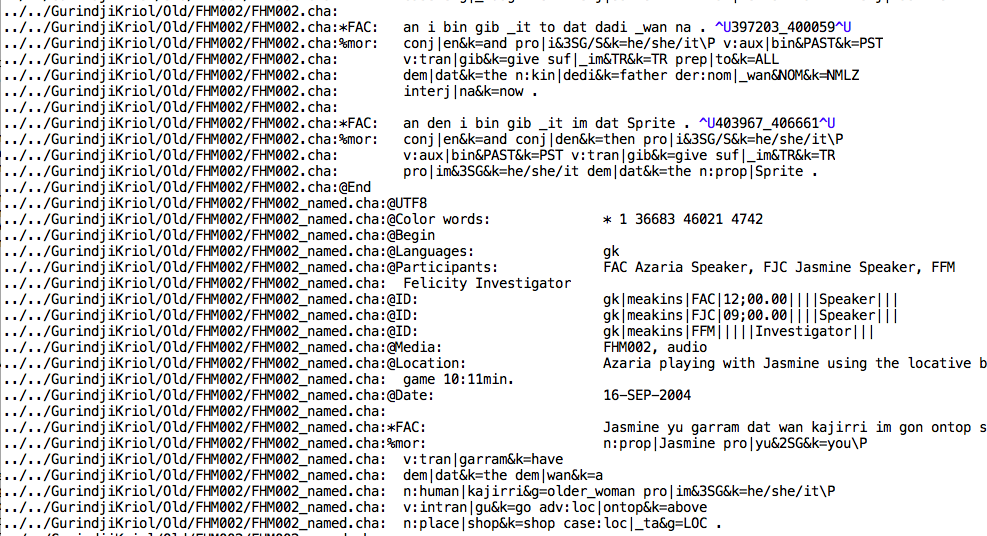 ../../GurindjiKriol/Old/FHM002/FHM002.cha:
../../GurindjiKriol/Old/FHM002/FHM002.cha:*FAC: an i bin gib _it to dat dadi _wan na . ^U397203_400059^U
../../GurindjiKriol/Old/FHM002/FHM002.cha:%mor: conj|en&k=and pro|i&3SG/S&k=he/she/it\P v:aux|bin&PAST&k=PST
../../GurindjiKriol/Old/FHM002/FHM002.cha: v:tran|gib&k=give suf|_im&TR&k=TR prep|to&k=ALL
../../GurindjiKriol/Old/FHM002/FHM002.cha: dem|dat&k=the n:kin|dedi&k=father der:nom|_wan&NOM&k=NMLZ
../../GurindjiKriol/Old/FHM002/FHM002.cha: interj|na&k=now .
../../GurindjiKriol/Old/FHM002/FHM002.cha:
../../GurindjiKriol/Old/FHM002/FHM002.cha:*FAC: an den i bin gib _it im dat Sprite . ^U403967_406661^U
../../GurindjiKriol/Old/FHM002/FHM002.cha:%mor: conj|en&k=and conj|den&k=then pro|i&3SG/S&k=he/she/it\P
../../GurindjiKriol/Old/FHM002/FHM002.cha: v:aux|bin&PAST&k=PST v:tran|gib&k=give suf|_im&TR&k=TR
../../GurindjiKriol/Old/FHM002/FHM002.cha: pro|im&3SG&k=he/she/it dem|dat&k=the n:prop|Sprite .
../../GurindjiKriol/Old/FHM002/FHM002.cha:@End
../../GurindjiKriol/Old/FHM002/FHM002_named.cha:@UTF8
../../GurindjiKriol/Old/FHM002/FHM002_named.cha:@Color words: * 1 36683 46021 4742
../../GurindjiKriol/Old/FHM002/FHM002_named.cha:@Begin
../../GurindjiKriol/Old/FHM002/FHM002_named.cha:@Languages: gk
../../GurindjiKriol/Old/FHM002/FHM002_named.cha:@Participants: FAC Azaria Speaker, FJC Jasmine Speaker, FFM
../../GurindjiKriol/Old/FHM002/FHM002_named.cha: Felicity Investigator
../../GurindjiKriol/Old/FHM002/FHM002_named.cha:@ID: gk|meakins|FAC|12;00.00||||Speaker|||
../../GurindjiKriol/Old/FHM002/FHM002_named.cha:@ID: gk|meakins|FJC|09;00.00||||Speaker|||
../../GurindjiKriol/Old/FHM002/FHM002_named.cha:@ID: gk|meakins|FFM|||||Investigator|||
../../GurindjiKriol/Old/FHM002/FHM002_named.cha:@Media: FHM002, audio
../../GurindjiKriol/Old/FHM002/FHM002_named.cha:@Location: Azaria playing with Jasmine using the locative b
../../GurindjiKriol/Old/FHM002/FHM002_named.cha: game 10:11min.
../../GurindjiKriol/Old/FHM002/FHM002_named.cha:@Date: 16-SEP-2004
../../GurindjiKriol/Old/FHM002/FHM002_named.cha:
../../GurindjiKriol/Old/FHM002/FHM002_named.cha:*FAC: Jasmine yu garram dat wan kajirri im gon ontop s
../../GurindjiKriol/Old/FHM002/FHM002_named.cha:%mor: n:prop|Jasmine pro|yu&2SG&k=you\P
../../GurindjiKriol/Old/FHM002/FHM002_named.cha: v:tran|garram&k=have
../../GurindjiKriol/Old/FHM002/FHM002_named.cha: dem|dat&k=the dem|wan&k=a
../../GurindjiKriol/Old/FHM002/FHM002_named.cha: n:human|kajirri&g=older_woman pro|im&3SG&k=he/she/it\P
../../GurindjiKriol/Old/FHM002/FHM002_named.cha: v:intran|gu&k=go adv:loc|ontop&k=above
../../GurindjiKriol/Old/FHM002/FHM002_named.cha: n:place|shop&k=shop case:loc|_ta&g=LOC .